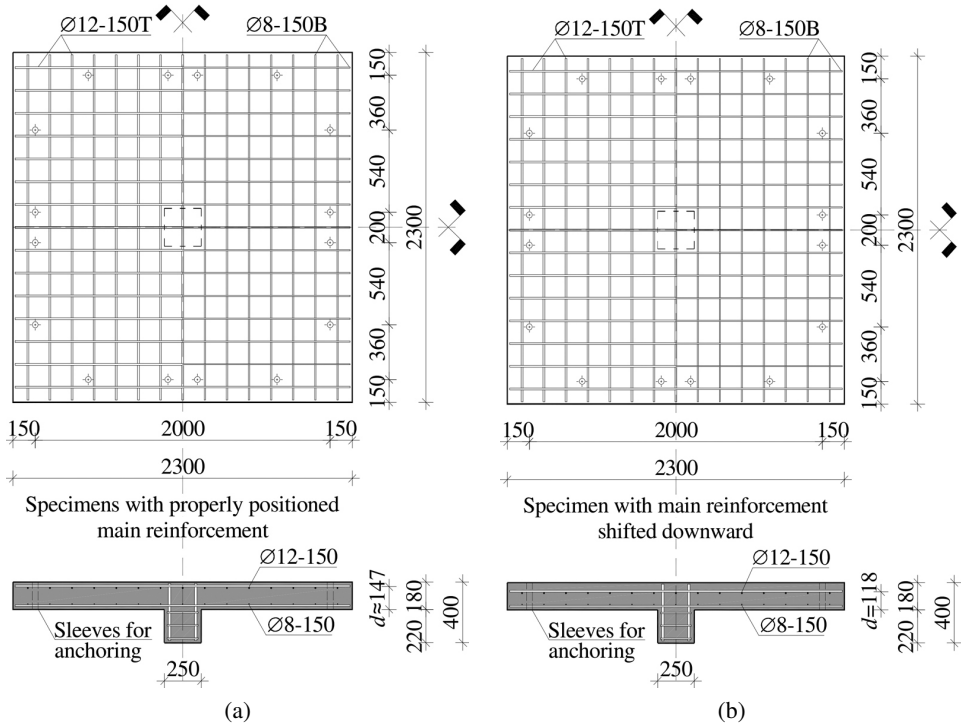 Ø12-150T
Ø8-150B
150
360
540
200
540
360
150
2300
150
2000
150
2300
Specimens with properly positioned
main reinforcement
Ø12-150
Ø8-150
Sleeves for
anchoring
d≈147
180
220
400
250
(a)
Ø12-150T
Ø8-150B
150
360
540
200
540
360
150
2300
150
2000
150
2300
Specimen with main reinforcement
shifted downward
Ø12-150
Ø8-150
Sleeves for
anchoring
d=118
180
220
400
250
(b)